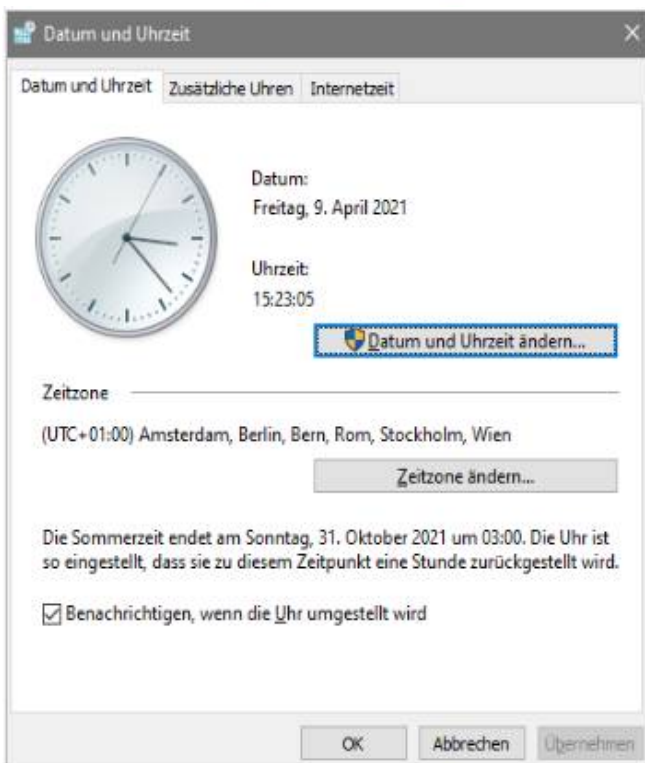 Datum und Uhrzeit
Datum und Uhrzeit Zusätzliche Uhren Internetzeit
Datum:
Freitag, 9. April 2021
Uhrzeit:
15:23:05
Datum und Uhrzeit ändern...
Zeitzone
(UTC+01:00) Amsterdam, Berlin, Bern, Rom, Stockholm, Wien
Zeitzone ändern...
Die Sommerzeit endet am Sonntag, 31. Oktober 2021 um 03:00. Die Uhr ist
so eingestellt, dass sie zu diesem Zeitpunkt eine Stunde zurückgestellt wird.
Benachrichtigen, wenn die Uhr umgestellt wird
OK Abbrechen Übernehmen